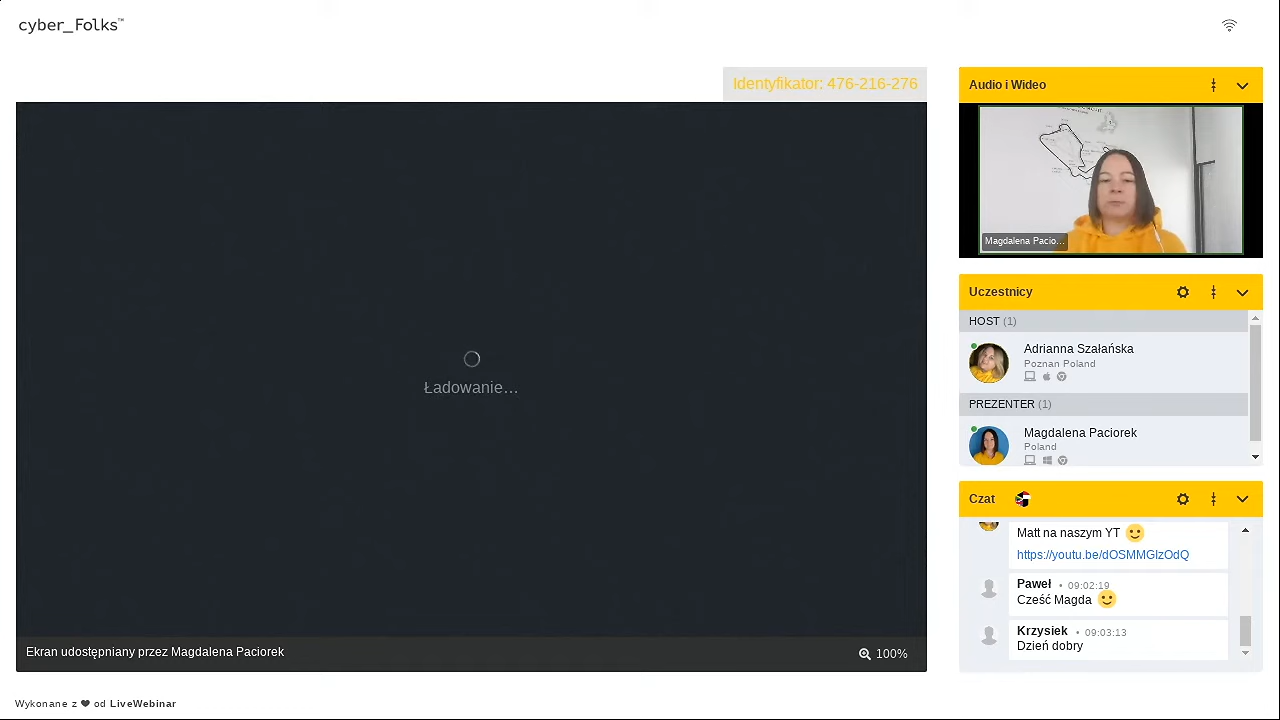 cyber_Folks™
Identyfikator: 476-216-276
Ładowanie...
Ekran udostępniany przez Magdalena Paciorek
100%
Audio i Wideo
Magdalena Pacio...
Uczestnicy
HOST (1)
Adrianna Szałańska
Poznan Poland
PREZENTER (1)
Magdalena Paciorek
Poland
Czat
Matt na naszym YT
https://youtu.be/dOSMMGIzOdQ
Paweł • 09:02:19
Cześć Magda
Krzysiek • 09:03:13
Dzień dobry
Wykonane z ❤ od LiveWebinar